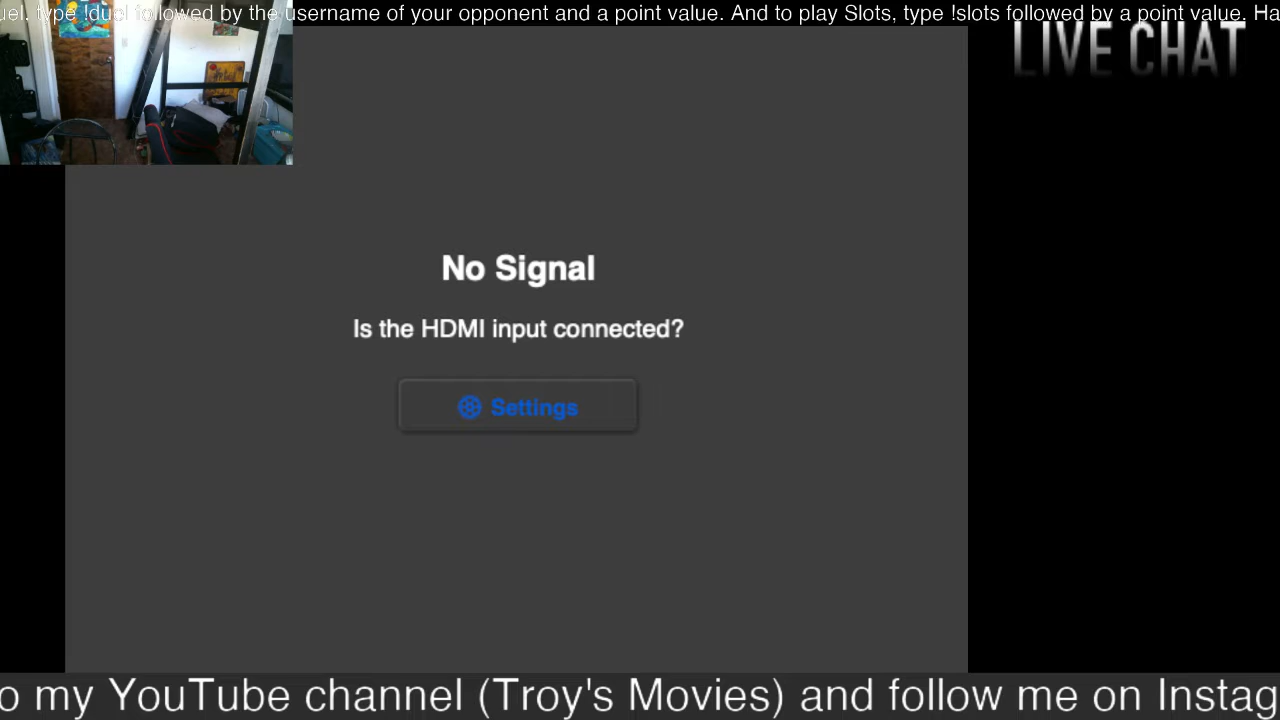 uel, type !duel followed by the username of your opponent and a point value. And to play Slots, type !slots followed by a point value. Ha
LIVE CHAT
No Signal
Is the HDMI input connected?
Settings
o my YouTube channel (Troy's Movies) and follow me on Instag